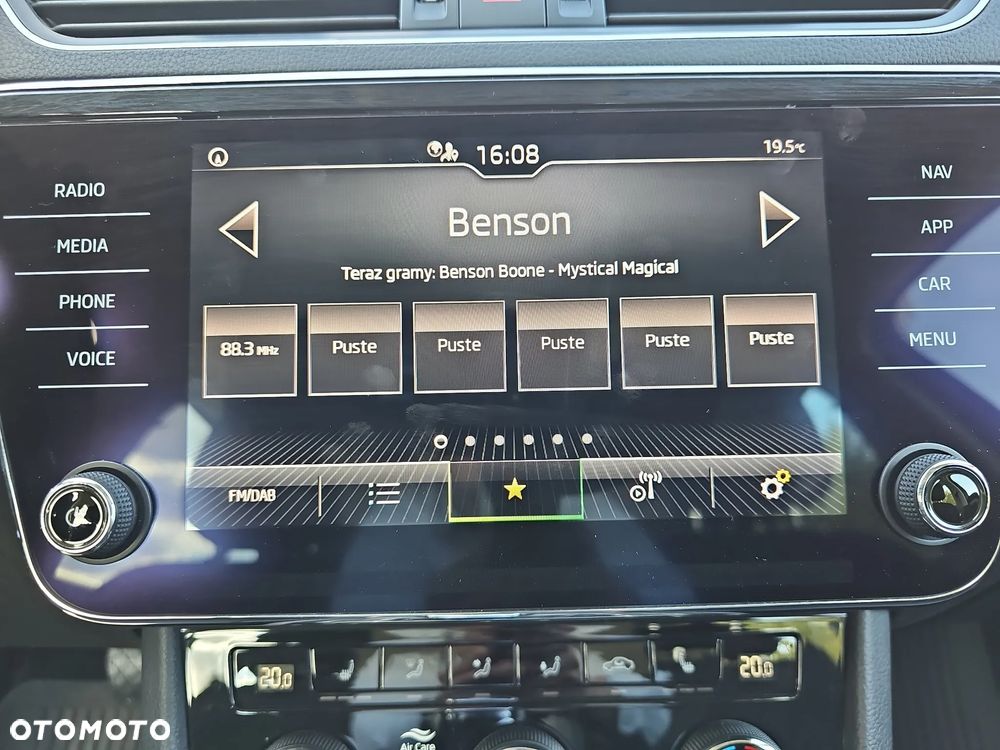 16:08
19.5°C
RADIO
MEDIA
PHONE
VOICE
NAV
APP
CAR
MENU
Benson
Teraz gramy: Benson Boone - Mystical Magical
88.3 MHz
Puste
Puste
Puste
Puste
Puste
FM/DAB
20.0
20.0
Air Care
OTOMOTO